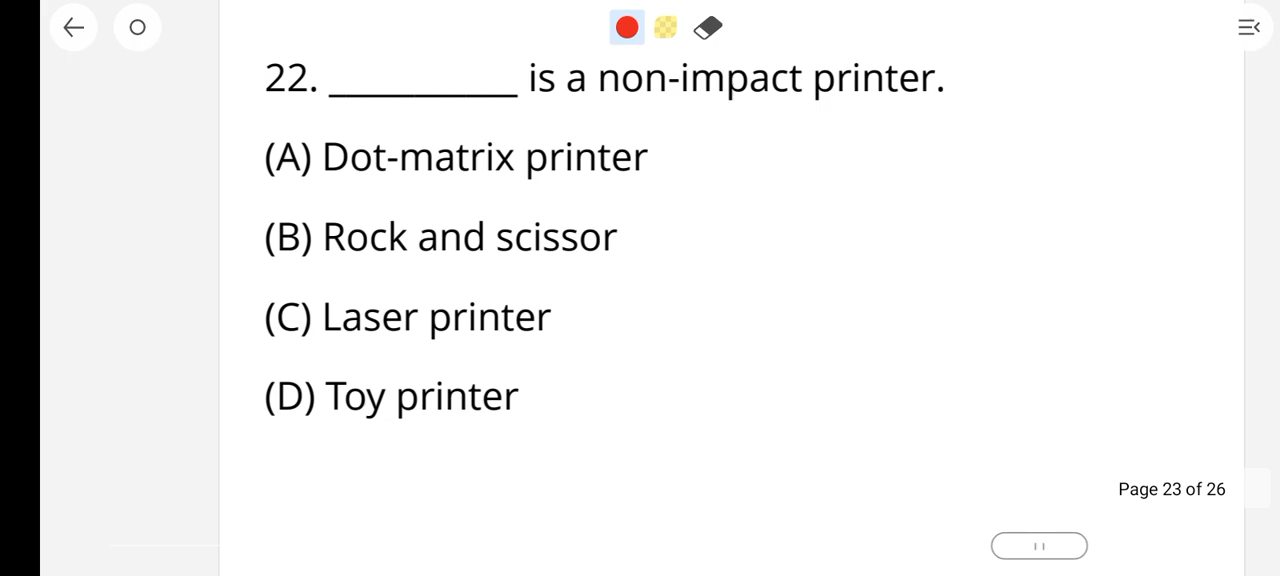 22. __________ is a non-impact printer.
(A) Dot-matrix printer
(B) Rock and scissor
(C) Laser printer
(D) Toy printer
Page 23 of 26